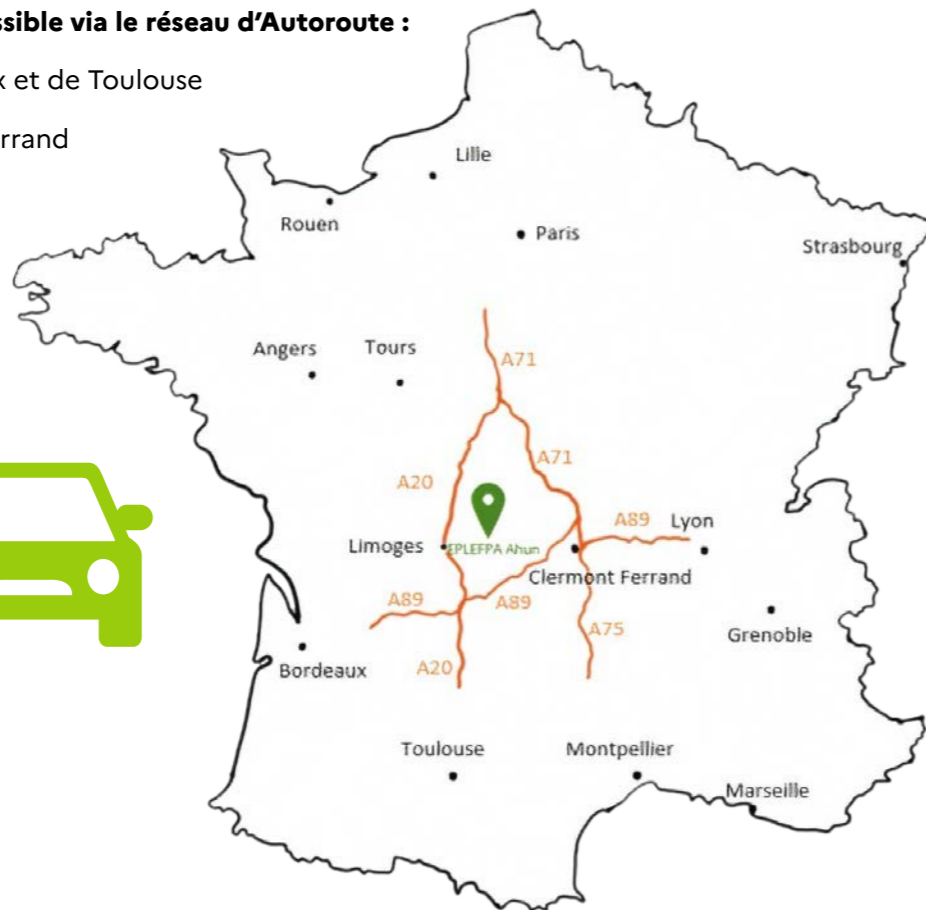 ssible via le réseau d'Autoroute :
x et de Toulouse
rrand
Lille
Rouen
Paris
Strasbourg
Angers
Tours
A71
A71
A20
A89
Lyon
Limoges
EPLEFPA Ahun
Clermont Ferrand
A89
A89
A75
Grenoble
Bordeaux
A20
Toulouse
Montpellier
Marseille